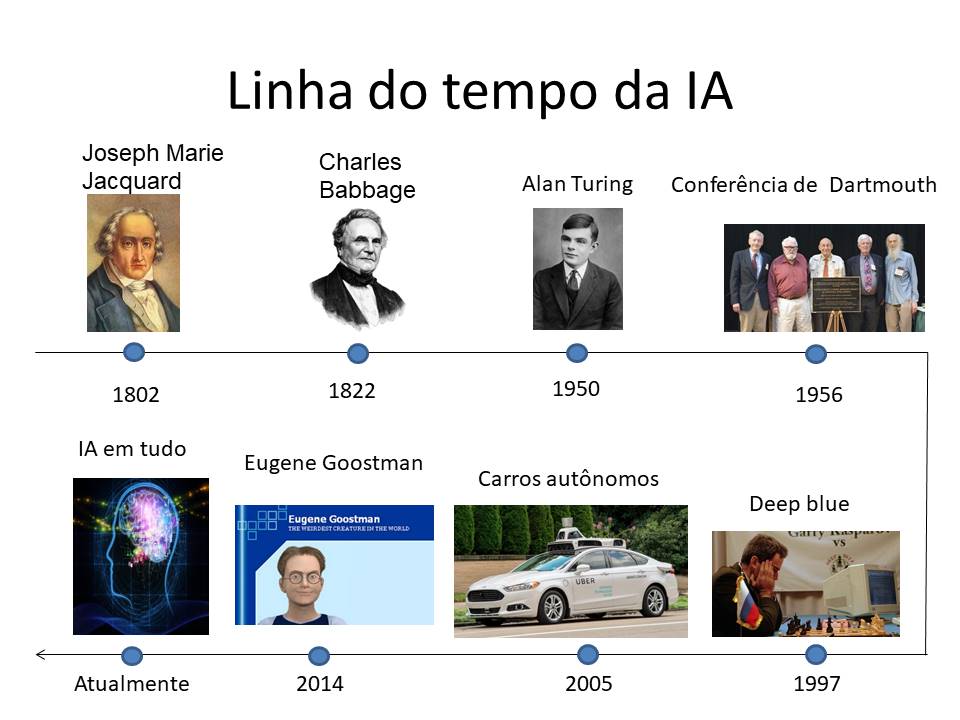 Linha do tempo da IA
Joseph Marie
Jacquard
Charles
Babbage
Alan Turing
Conferência de  Dartmouth
1802
1822
1950
1956
IA em tudo
Eugene Goostman
Carros autônomos
Deep blue
Eugene Goostman
THE WEIRDEST CREATURE IN THE WORLD
UBER
Garry Kasparov
vs
Atualmente
2014
2005
1997